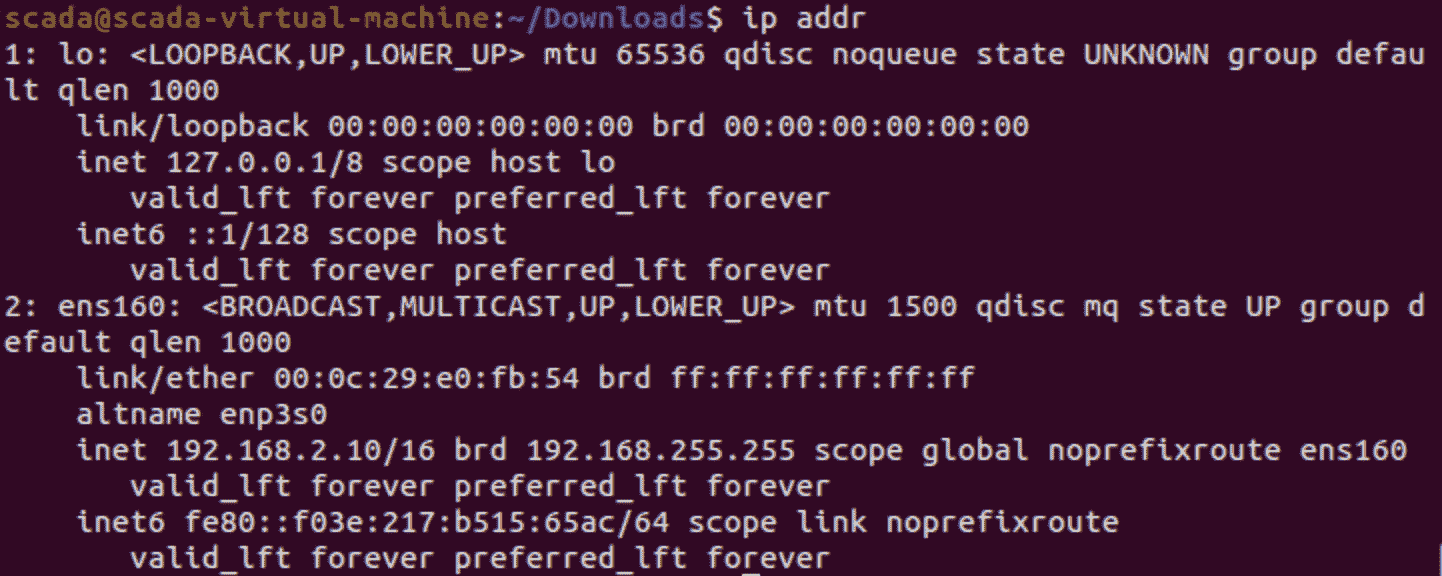 scada@scada-virtual-machine:~/Downloads$ ip addr
1: lo: <LOOPBACK,UP,LOWER_UP> mtu 65536 qdisc noqueue state UNKNOWN group defau
lt qlen 1000
    link/loopback 00:00:00:00:00:00 brd 00:00:00:00:00:00
    inet 127.0.0.1/8 scope host lo
       valid_lft forever preferred_lft forever
    inet6 ::1/128 scope host
       valid_lft forever preferred_lft forever
2: ens160: <BROADCAST,MULTICAST,UP,LOWER_UP> mtu 1500 qdisc mq state UP group d
efault qlen 1000
    link/ether 00:0c:29:e0:fb:54 brd ff:ff:ff:ff:ff:ff
    altname enp3s0
    inet 192.168.2.10/16 brd 192.168.255.255 scope global noprefixroute ens160
       valid_lft forever preferred_lft forever
    inet6 fe80::f03e:217:b515:65ac/64 scope link noprefixroute
       valid_lft forever preferred_lft forever